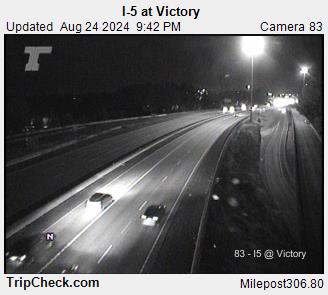 I-5 at Victory
Updated Aug 24 2024 9:42 PM Camera 83
T
N
83 - I5 @ Victory
TripCheck.com Milepost306.80